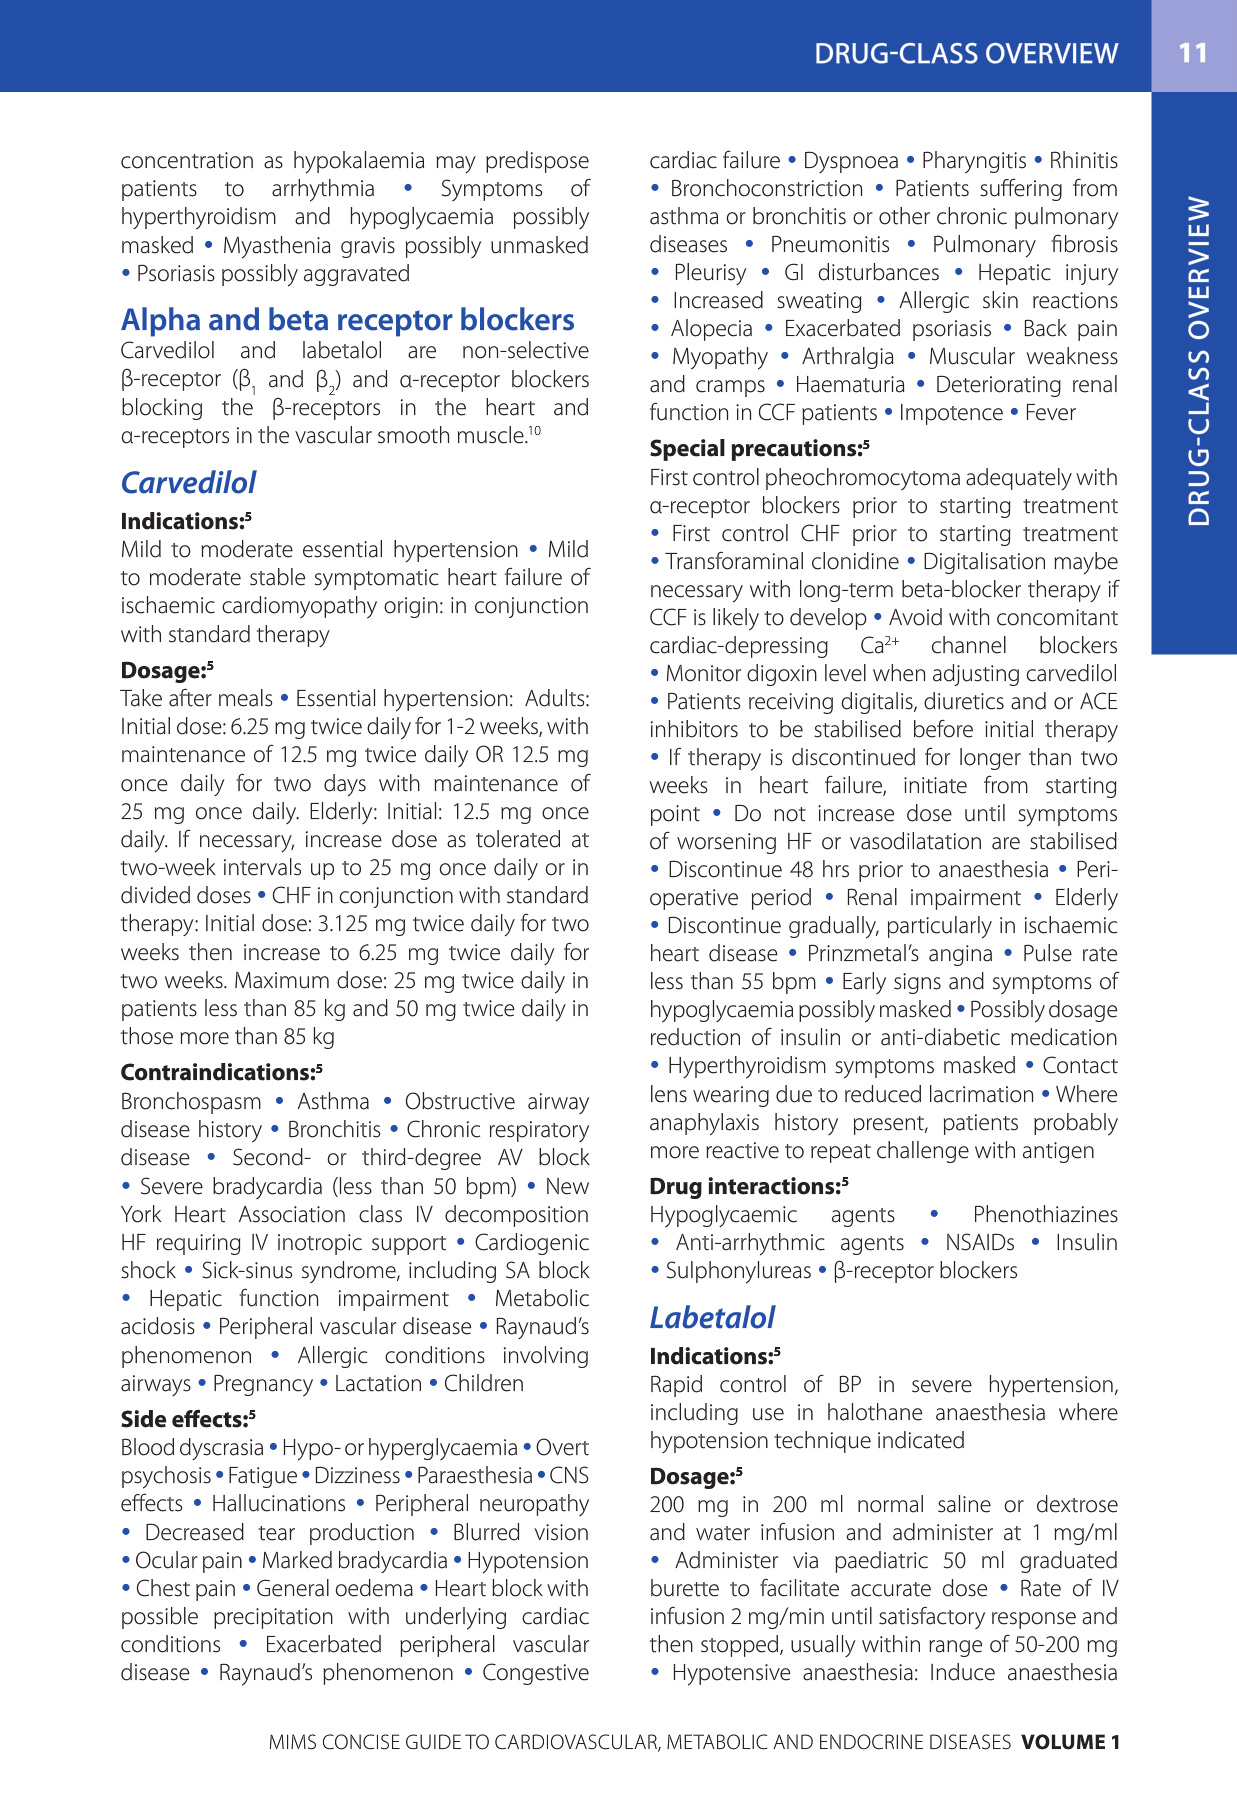 DRUG-CLASS OVERVIEW 11
DRUG-CLASS OVERVIEW
concentration as hypokalaemia may predispose
patients to arrhythmia • Symptoms of
hyperthyroidism and hypoglycaemia possibly
masked • Myasthenia gravis possibly unmasked
• Psoriasis possibly aggravated
Alpha and beta receptor blockers
Carvedilol and labetalol are non-selective
β-receptor (β₁ and β₂) and α-receptor blockers
blocking the β-receptors in the heart and
α-receptors in the vascular smooth muscle.¹⁰
Carvedilol
Indications:⁵
Mild to moderate essential hypertension • Mild
to moderate stable symptomatic heart failure of
ischaemic cardiomyopathy origin: in conjunction
with standard therapy
Dosage:⁵
Take after meals • Essential hypertension: Adults:
Initial dose: 6.25 mg twice daily for 1-2 weeks, with
maintenance of 12.5 mg twice daily OR 12.5 mg
once daily for two days with maintenance of
25 mg once daily. Elderly: Initial: 12.5 mg once
daily. If necessary, increase dose as tolerated at
two-week intervals up to 25 mg once daily or in
divided doses • CHF in conjunction with standard
therapy: Initial dose: 3.125 mg twice daily for two
weeks then increase to 6.25 mg twice daily for
two weeks. Maximum dose: 25 mg twice daily in
patients less than 85 kg and 50 mg twice daily in
those more than 85 kg
Contraindications:⁵
Bronchospasm • Asthma • Obstructive airway
disease history • Bronchitis • Chronic respiratory
disease • Second- or third-degree AV block
• Severe bradycardia (less than 50 bpm) • New
York Heart Association class IV decomposition
HF requiring IV inotropic support • Cardiogenic
shock • Sick-sinus syndrome, including SA block
• Hepatic function impairment • Metabolic
acidosis • Peripheral vascular disease • Raynaud’s
phenomenon • Allergic conditions involving
airways • Pregnancy • Lactation • Children
Side effects:⁵
Blood dyscrasia • Hypo- or hyperglycaemia • Overt
psychosis • Fatigue • Dizziness • Paraesthesia • CNS
effects • Hallucinations • Peripheral neuropathy
• Decreased tear production • Blurred vision
• Ocular pain • Marked bradycardia • Hypotension
• Chest pain • General oedema • Heart block with
possible precipitation with underlying cardiac
conditions • Exacerbated peripheral vascular
disease • Raynaud’s phenomenon • Congestive
cardiac failure • Dyspnoea • Pharyngitis • Rhinitis
• Bronchoconstriction • Patients suffering from
asthma or bronchitis or other chronic pulmonary
diseases • Pneumonitis • Pulmonary fibrosis
• Pleurisy • GI disturbances • Hepatic injury
• Increased sweating • Allergic skin reactions
• Alopecia • Exacerbated psoriasis • Back pain
• Myopathy • Arthralgia • Muscular weakness
and cramps • Haematuria • Deteriorating renal
function in CCF patients • Impotence • Fever
Special precautions:⁵
First control pheochromocytoma adequately with
α-receptor blockers prior to starting treatment
• First control CHF prior to starting treatment
• Transforaminal clonidine • Digitalisation maybe
necessary with long-term beta-blocker therapy if
CCF is likely to develop • Avoid with concomitant
cardiac-depressing Ca²⁺ channel blockers
• Monitor digoxin level when adjusting carvedilol
• Patients receiving digitalis, diuretics and or ACE
inhibitors to be stabilised before initial therapy
• If therapy is discontinued for longer than two
weeks in heart failure, initiate from starting
point • Do not increase dose until symptoms
of worsening HF or vasodilatation are stabilised
• Discontinue 48 hrs prior to anaesthesia • Peri-
operative period • Renal impairment • Elderly
• Discontinue gradually, particularly in ischaemic
heart disease • Prinzmetal’s angina • Pulse rate
less than 55 bpm • Early signs and symptoms of
hypoglycaemia possibly masked • Possibly dosage
reduction of insulin or anti-diabetic medication
• Hyperthyroidism symptoms masked • Contact
lens wearing due to reduced lacrimation • Where
anaphylaxis history present, patients probably
more reactive to repeat challenge with antigen
Drug interactions:⁵
Hypoglycaemic agents • Phenothiazines
• Anti-arrhythmic agents • NSAIDs • Insulin
• Sulphonylureas • β-receptor blockers
Labetalol
Indications:⁵
Rapid control of BP in severe hypertension,
including use in halothane anaesthesia where
hypotension technique indicated
Dosage:⁵
200 mg in 200 ml normal saline or dextrose
and water infusion and administer at 1 mg/ml
• Administer via paediatric 50 ml graduated
burette to facilitate accurate dose • Rate of IV
infusion 2 mg/min until satisfactory response and
then stopped, usually within range of 50-200 mg
• Hypotensive anaesthesia: Induce anaesthesia
MIMS CONCISE GUIDE TO CARDIOVASCULAR, METABOLIC AND ENDOCRINE DISEASES VOLUME 1